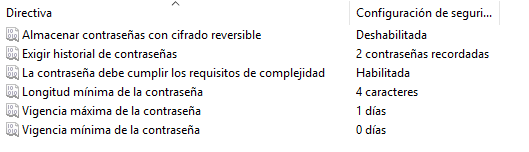 Directiva Configuración de seguri...
Almacenar contraseñas con cifrado reversible Deshabilitada
Exigir historial de contraseñas 2 contraseñas recordadas
La contraseña debe cumplir los requisitos de complejidad Habilitada
Longitud mínima de la contraseña 4 caracteres
Vigencia máxima de la contraseña 1 días
Vigencia mínima de la contraseña 0 días